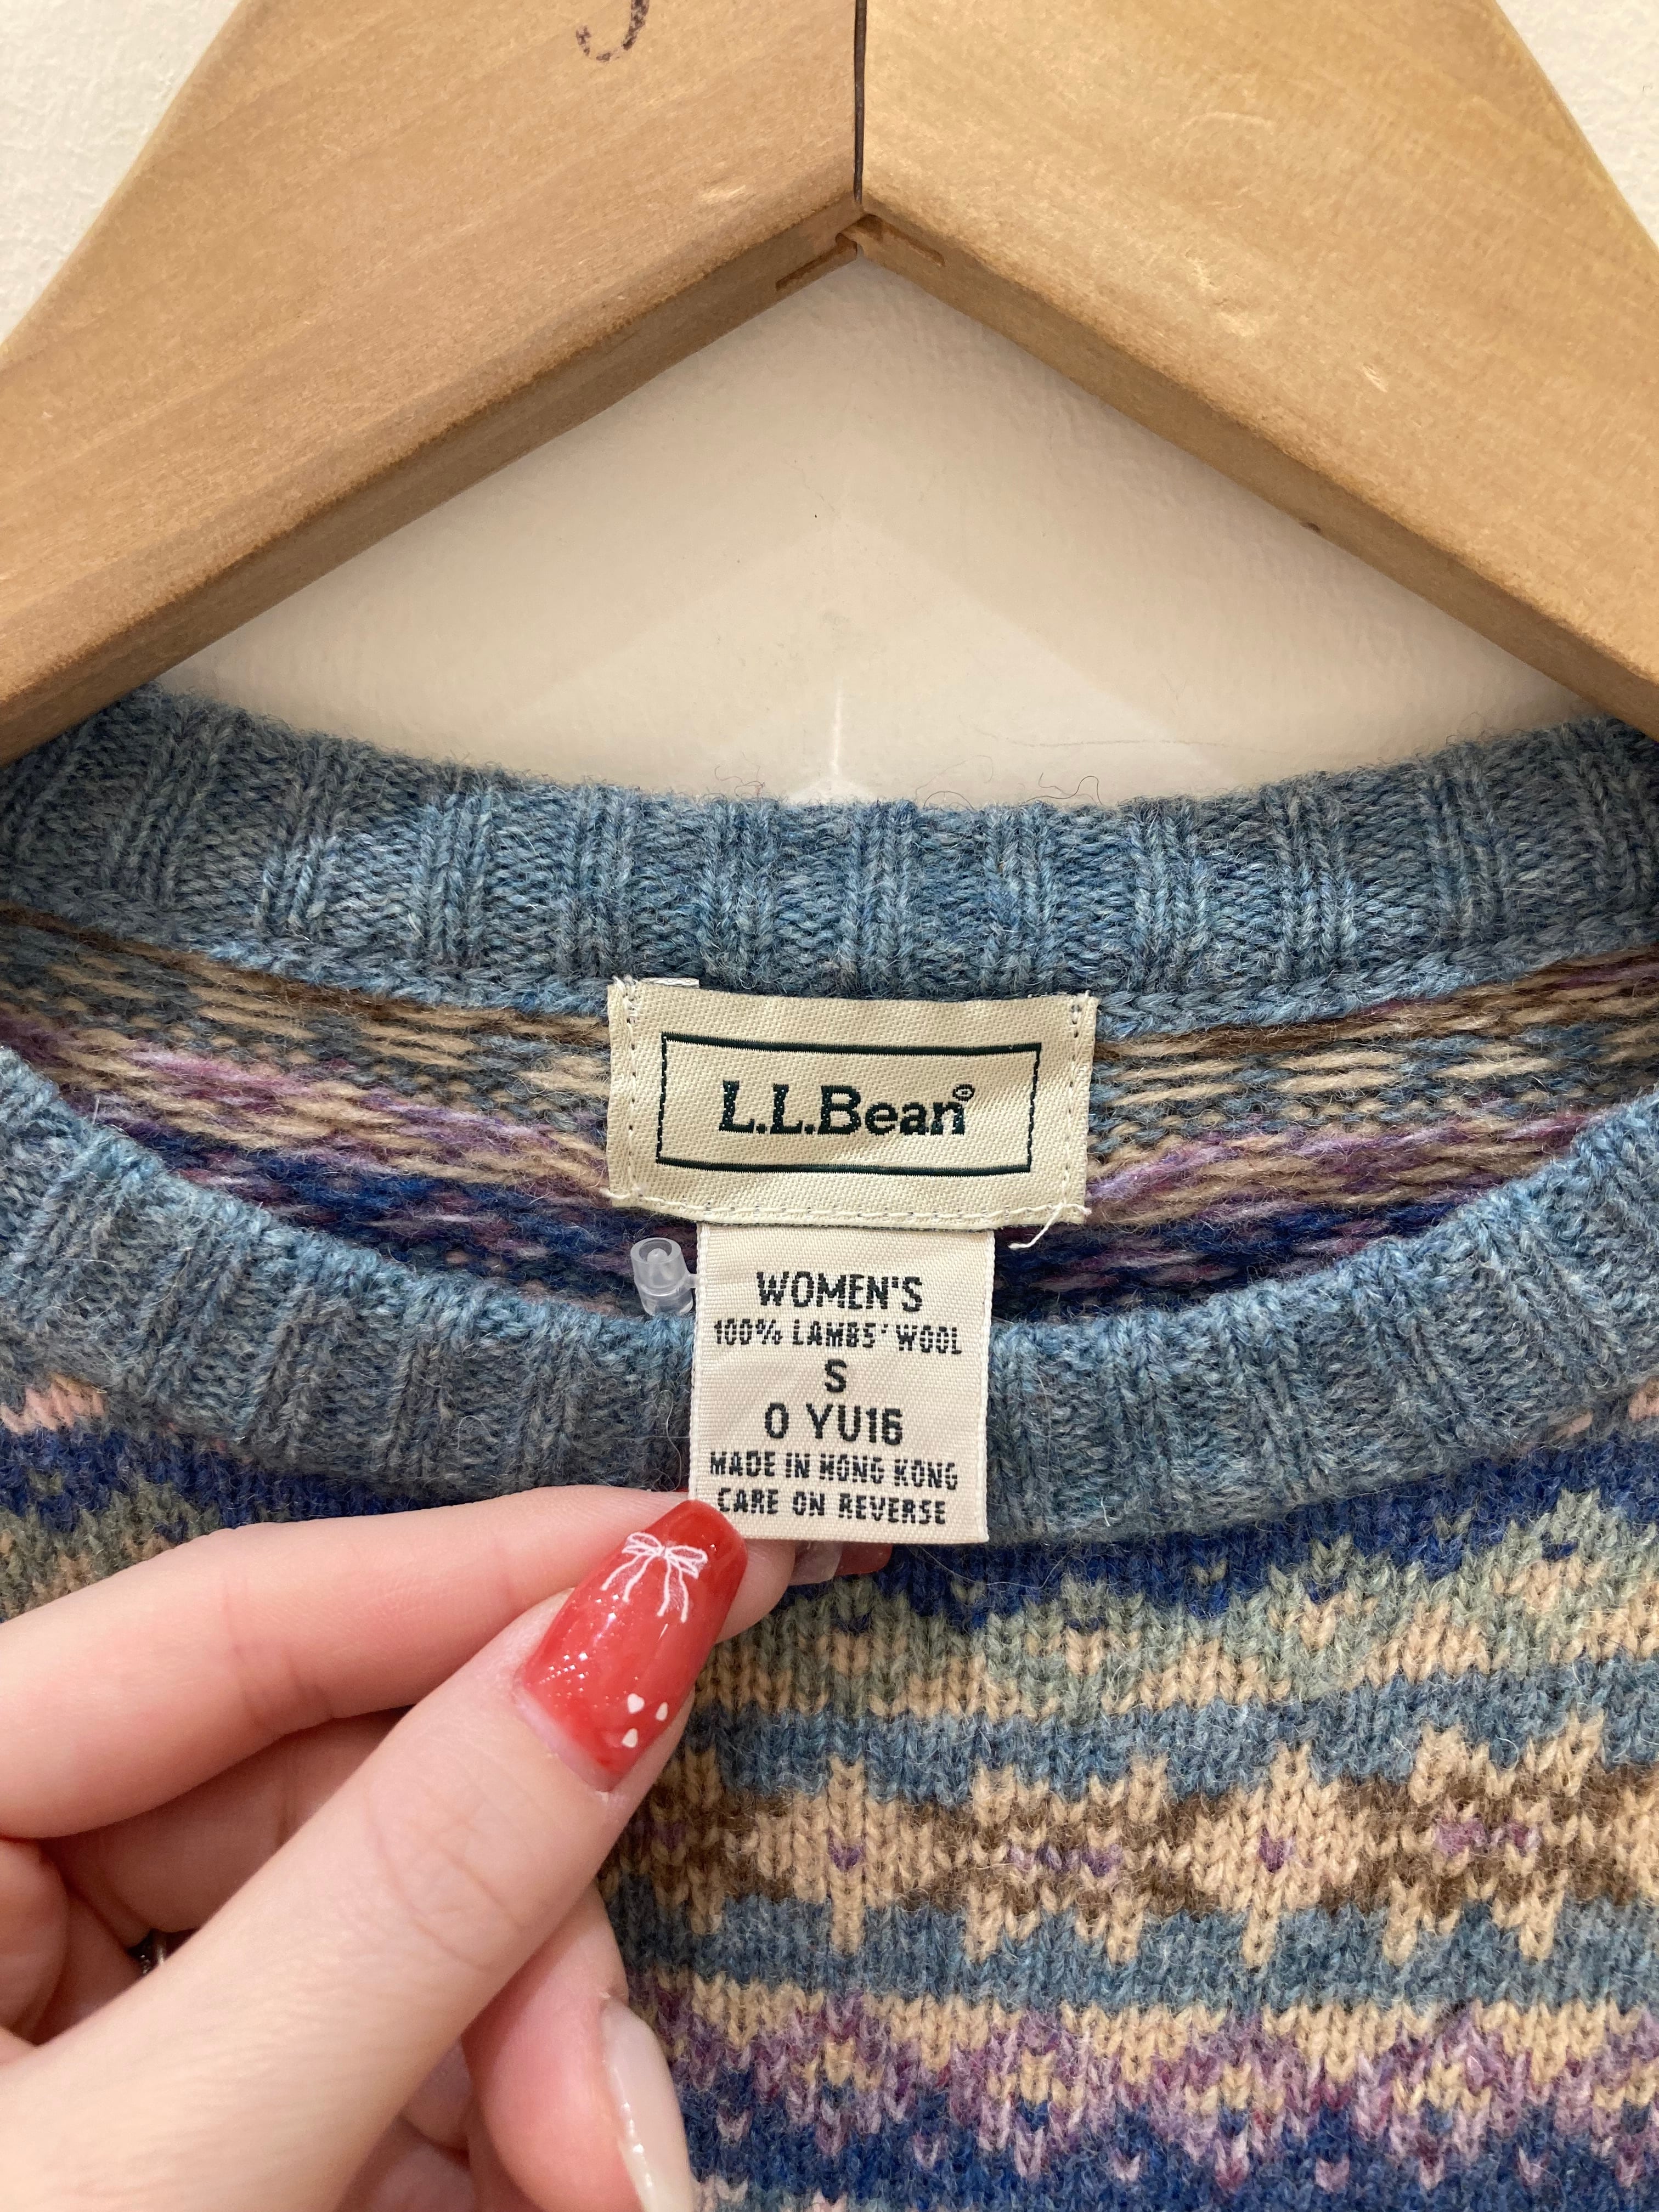 L.L.Bean®
WOMEN'S
100% LAMBS' WOOL
S
0 YU16
MADE IN HONG KONG
CARE ON REVERSE